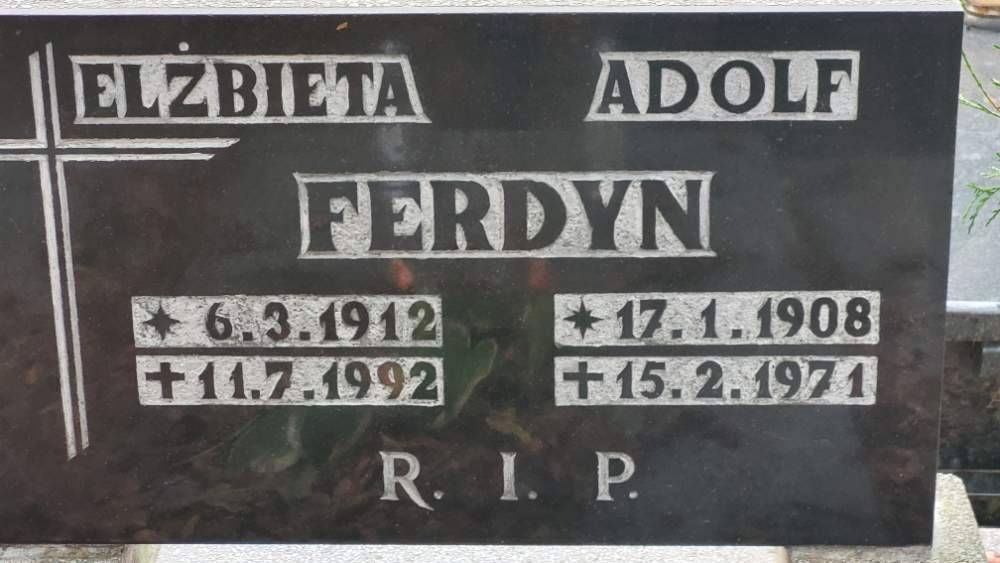 ELŻBIETA ADOLF
FERDYN
* 6.3.1912 * 17.1.1908
✝ 11.7.1992 ✝ 15.2.1971
R. I. P.